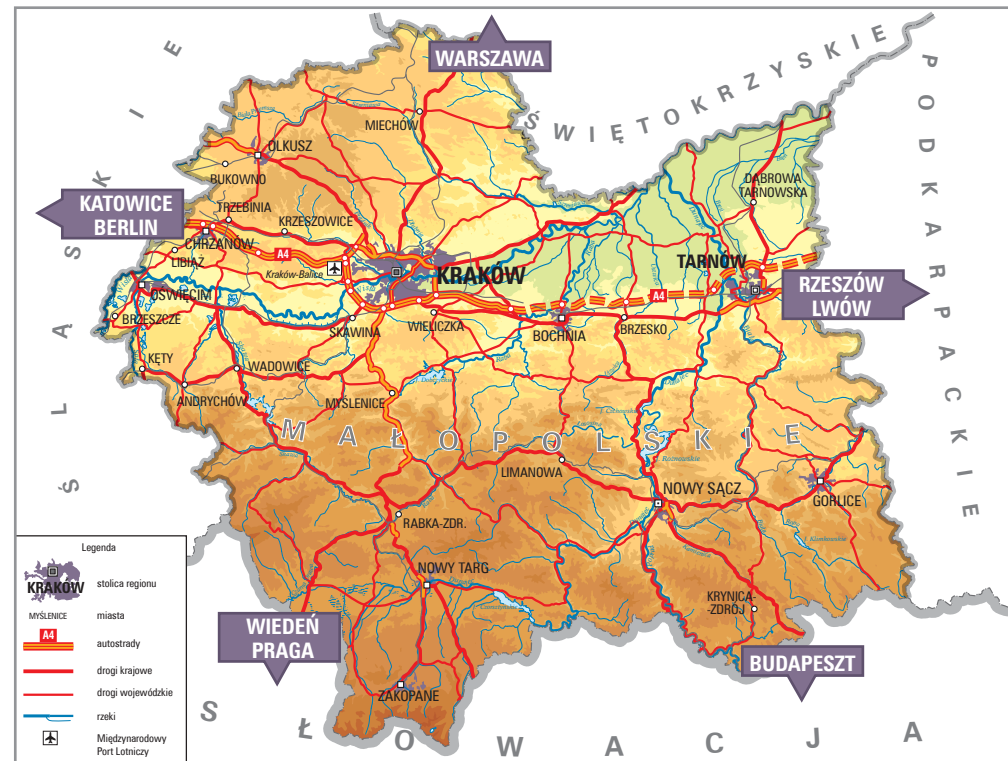 WARSZAWA
ŚWIĘTOKRZYSKIE
PODKARPACKIE
ŚLĄSKIE
MIECHÓW
OLKUSZ
BUKOWNO
DĄBROWA
TARNOWSKA
KATOWICE
BERLIN
TRZEBINIA
KRZESZOWICE
CHRZANÓW
LIBIĄŻ
A4
Kraków-Balice
KRAKÓW
TARNÓW
RZESZÓW
LWÓW
OŚWIĘCIM
BRZESZCZE
SKAWINA
WIELICZKA
BOCHNIA
BRZESKO
A4
KĘTY
WADOWICE
ANDRYCHÓW
MYŚLENICE
MAŁOPOLSKIE
LIMANOWA
NOWY SĄCZ
GORLICE
RABKA-ZDR.
NOWY TARG
KRYNICA-
-ZDRÓJ
WIEDEŃ
PRAGA
BUDAPESZT
ZAKOPANE
SŁOWACJA
Legenda
KRAKÓW
stolica regionu
MYŚLENICE
miasta
A4
autostrady
drogi krajowe
drogi wojewódzkie
rzeki
Międzynarodowy
Port Lotniczy